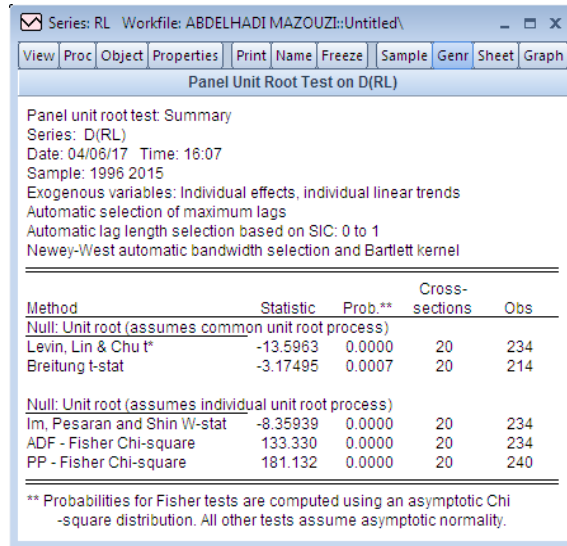 Series: RL Workfile: ABDELHADI MAZOUZI::Untitled\
View Proc Object Properties Print Name Freeze Sample Genr Sheet Graph
Panel Unit Root Test on D(RL)
Panel unit root test: Summary
Series: D(RL)
Date: 04/06/17 Time: 16:07
Sample: 1996 2015
Exogenous variables: Individual effects, individual linear trends
Automatic selection of maximum lags
Automatic lag length selection based on SIC: 0 to 1
Newey-West automatic bandwidth selection and Bartlett kernel
Cross-
Method Statistic Prob.** sections Obs
Null: Unit root (assumes common unit root process)
Levin, Lin & Chu t* -13.5963 0.0000 20 234
Breitung t-stat -3.17495 0.0007 20 214
Null: Unit root (assumes individual unit root process)
Im, Pesaran and Shin W-stat -8.35939 0.0000 20 234
ADF - Fisher Chi-square 133.330 0.0000 20 234
PP - Fisher Chi-square 181.132 0.0000 20 240
** Probabilities for Fisher tests are computed using an asymptotic Chi
-square distribution. All other tests assume asymptotic normality.